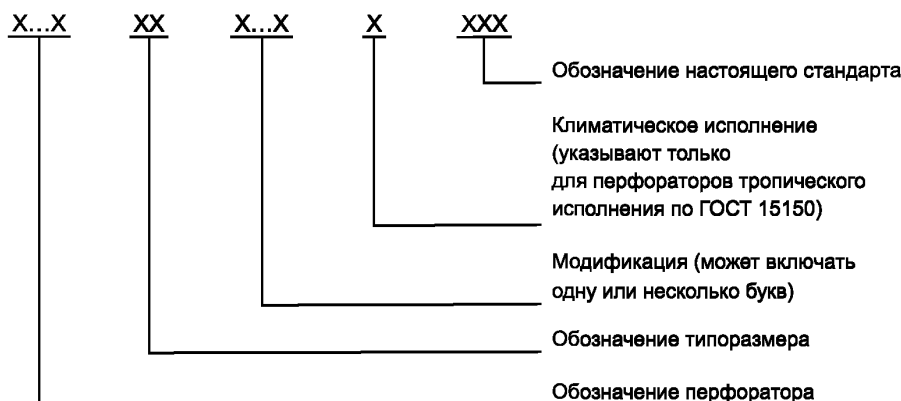 Х...Х ХХ Х...Х Х ХХХ
Обозначение настоящего стандарта
Климатическое исполнение
(указывают только
для перфораторов тропического
исполнения по ГОСТ 15150)
Модификация (может включать
одну или несколько букв)
Обозначение типоразмера
Обозначение перфоратора